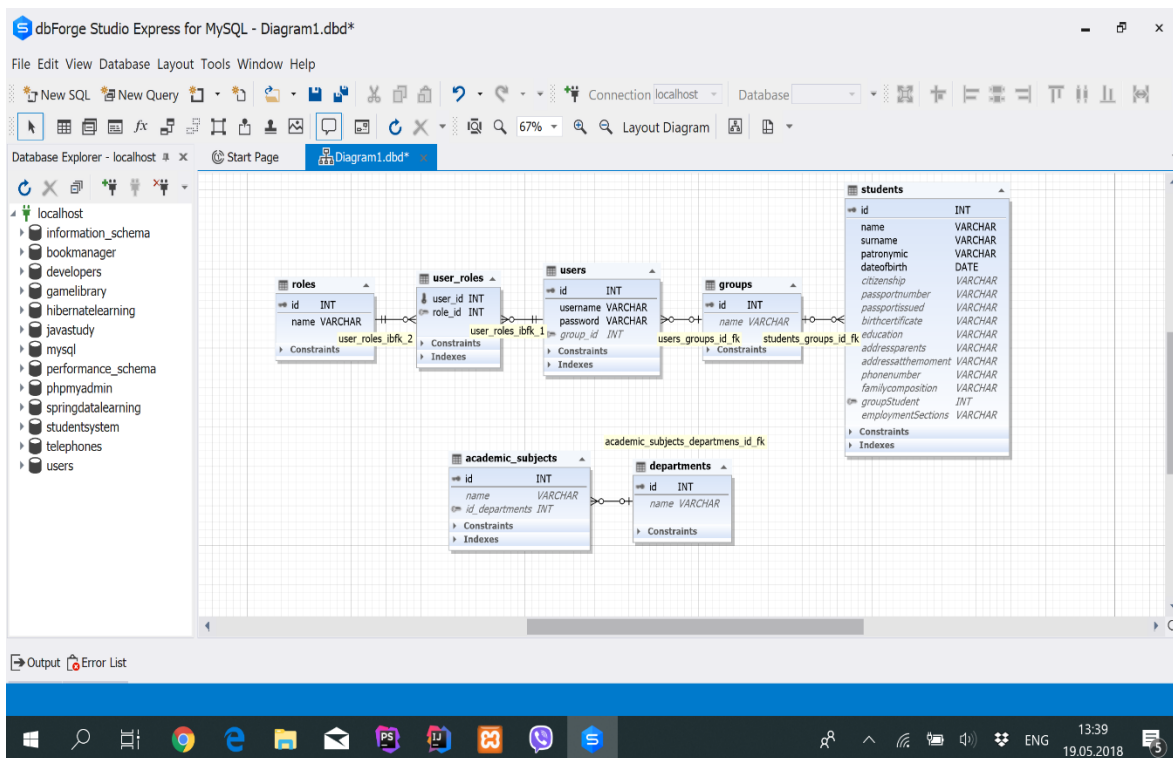 dbForge Studio Express for MySQL - Diagram1.dbd*
File Edit View Database Layout Tools Window Help
New SQL New Query Connection localhost Database
fx 67% Layout Diagram
Database Explorer - localhost
Start Page Diagram1.dbd*
localhost
information_schema
bookmanager
developers
gamelibrary
hibernatelearning
javastudy
mysql
performance_schema
phpmyadmin
springdatalearning
studentsystem
telephones
users
roles
id INT
name VARCHAR
Constraints
user_roles_ibfk_2
user_roles
user_id INT
role_id INT
Constraints
Indexes
user_roles_ibfk_1
users
id INT
username VARCHAR
password VARCHAR
group_id INT
Constraints
Indexes
users_groups_id_fk
groups
id INT
name VARCHAR
Constraints
students_groups_id_fk
students
id INT
name VARCHAR
surname VARCHAR
patronymic VARCHAR
dateofbirth DATE
citizenship VARCHAR
passportnumber VARCHAR
passportissued VARCHAR
birthcertificate VARCHAR
education VARCHAR
addressparents VARCHAR
addressatthemoment VARCHAR
phonenumber VARCHAR
familycomposition VARCHAR
groupStudent INT
employmentSections VARCHAR
Constraints
Indexes
academic_subjects_departmens_id_fk
academic_subjects
id INT
name VARCHAR
id_departments INT
Constraints
Indexes
departments
id INT
name VARCHAR
Constraints
Output Error List
PS IJ
ENG
13:39
19.05.2018
5